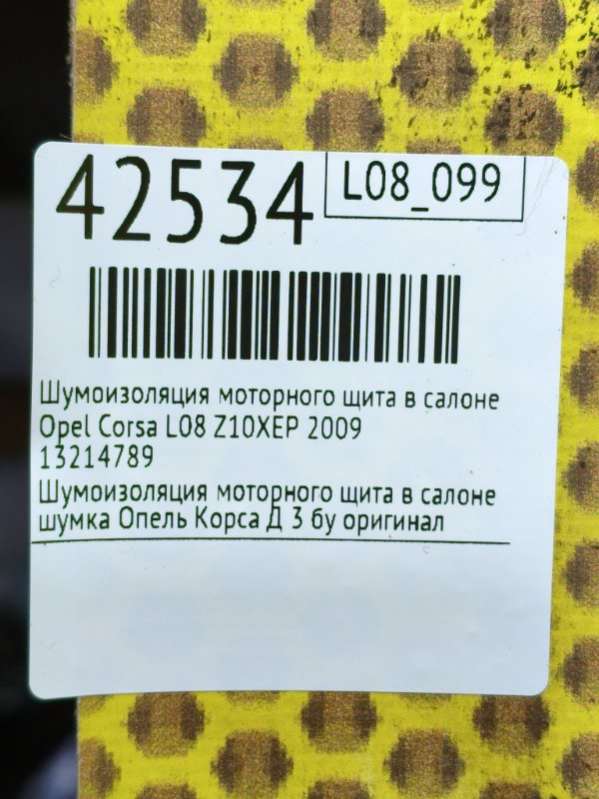 42534
L08_099
Шумоизоляция моторного щита в салоне
Opel Corsa L08 Z10XEP 2009
13214789
Шумоизоляция моторного щита в салоне
шумка Опель Корса Д 3 бу оригинал